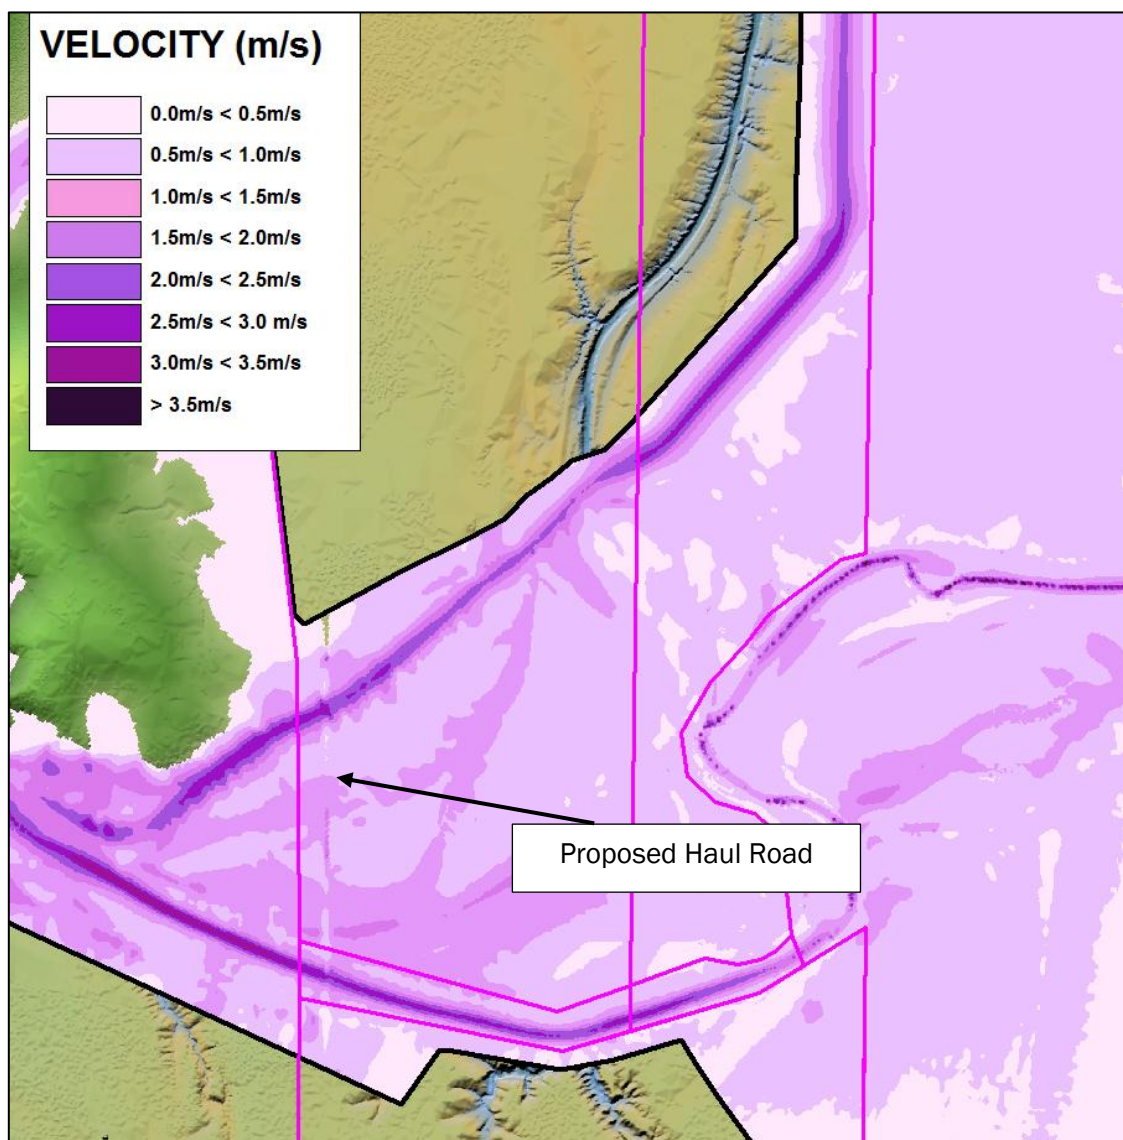 VELOCITY (m/s)
0.0m/s < 0.5m/s
0.5m/s < 1.0m/s
1.0m/s < 1.5m/s
1.5m/s < 2.0m/s
2.0m/s < 2.5m/s
2.5m/s < 3.0 m/s
3.0m/s < 3.5m/s
> 3.5m/s
Proposed Haul Road